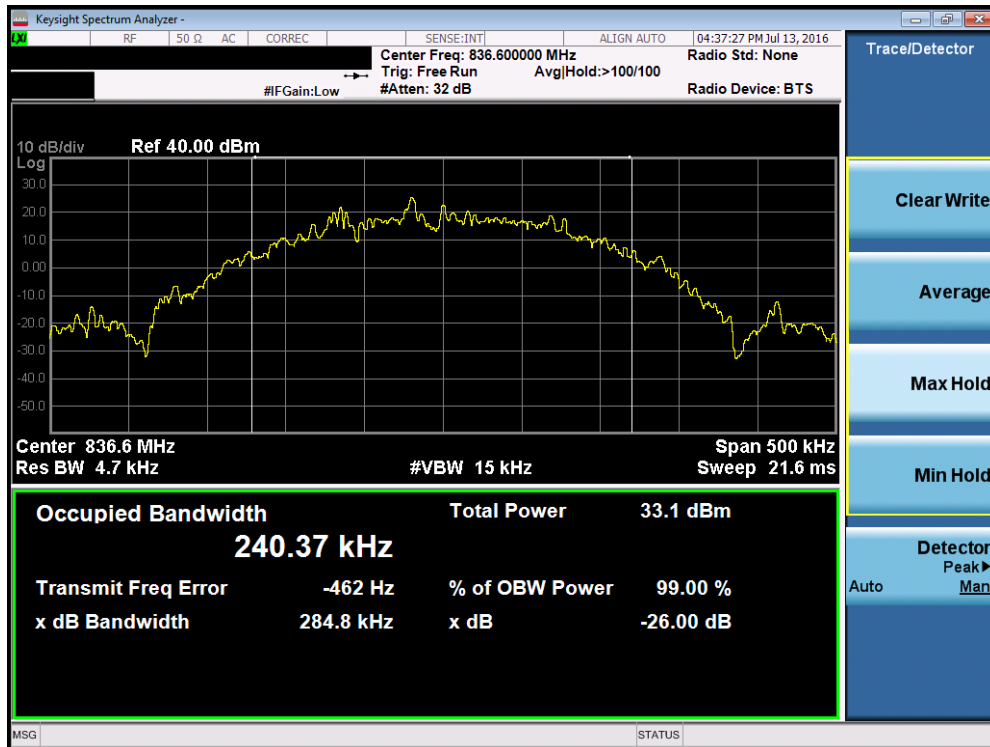 Keysight Spectrum Analyzer -
LXI RF 50 Ω AC CORREC SENSE:INT ALIGN AUTO 04:37:27 PM Jul 13, 2016
Center Freq: 836.600000 MHz Radio Std: None
Trig: Free Run Avg|Hold:>100/100
#IFGain:Low #Atten: 32 dB Radio Device: BTS
10 dB/div Ref 40.00 dBm
Log
30.0
20.0
10.0
0.00
-10.0
-20.0
-30.0
-40.0
-50.0
Center 836.6 MHz Span 500 kHz
Res BW 4.7 kHz #VBW 15 kHz Sweep 21.6 ms
Occupied Bandwidth Total Power 33.1 dBm
240.37 kHz
Transmit Freq Error -462 Hz % of OBW Power 99.00 %
x dB Bandwidth 284.8 kHz x dB -26.00 dB
MSG STATUS
Trace/Detector
Clear Write
Average
Max Hold
Min Hold
Detector
Peak▶
Auto Man